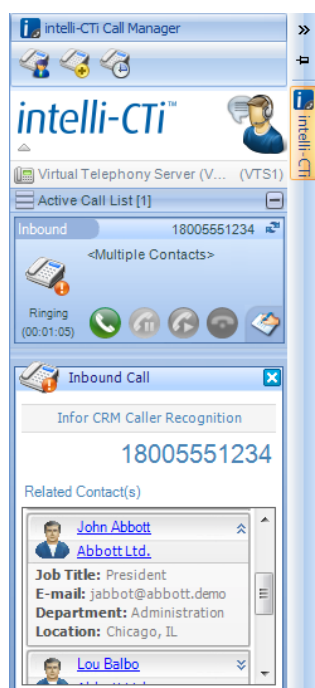 intelli-CTi Call Manager
intelli-CTi™
Virtual Telephony Server (V... (VTS1)
Active Call List [1]
Inbound 18005551234
<Multiple Contacts>
Ringing
(00:01:05)
Inbound Call
Infor CRM Caller Recognition
18005551234
Related Contact(s)
John Abbott
Abbott Ltd.
Job Title: President
E-mail: jabbot@abbott.demo
Department: Administration
Location: Chicago, IL
Lou Balbo
intelli-CTi